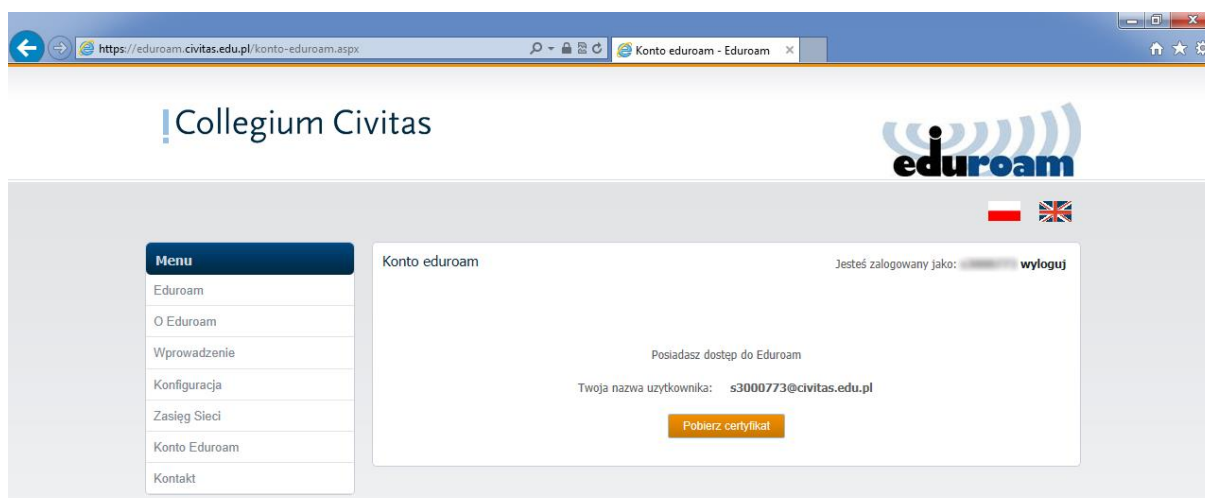 https://eduroam.civitas.edu.pl/konto-eduroam.aspx
Konto eduroam - Eduroam
Collegium Civitas
eduroam
Menu
Eduroam
O Eduroam
Wprowadzenie
Konfiguracja
Zasięg Sieci
Konto Eduroam
Kontakt
Konto eduroam
Jesteś zalogowany jako: wyloguj
Posiadasz dostęp do Eduroam
Twoja nazwa uzytkownika: s3000773@civitas.edu.pl
Pobierz certyfikat